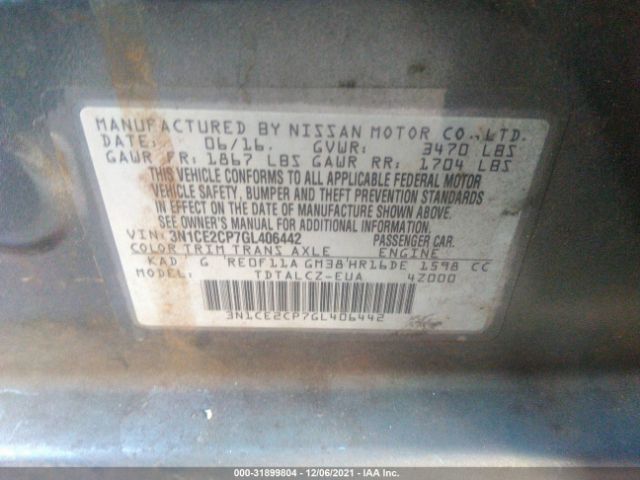 MANUFACTURED BY NISSAN MOTOR CO.,LTD.
DATE: 06/16. GVWR: 3470 LBS
GAWR FR: 1867 LBS GAWR RR: 1704 LBS
THIS VEHICLE CONFORMS TO ALL APPLICABLE FEDERAL MOTOR
VEHICLE SAFETY, BUMPER AND THEFT PREVENTION STANDARDS
IN EFFECT ON THE DATE OF MANUFACTURE SHOWN ABOVE.
SEE OWNER'S MANUAL FOR ADDITIONAL INFORMATION.
VIN: 3N1CE2CP7GL406442 PASSENGER CAR.
COLOR TRIM TRANS AXLE ENGINE
KAD G RE0F11A GM38 HR16DE 1598 CC
MODEL: TDTALCZ-EUA 4Z000
3N1CE2CP7GL406442
000-31899804 - 12/06/2021 - IAA Inc.